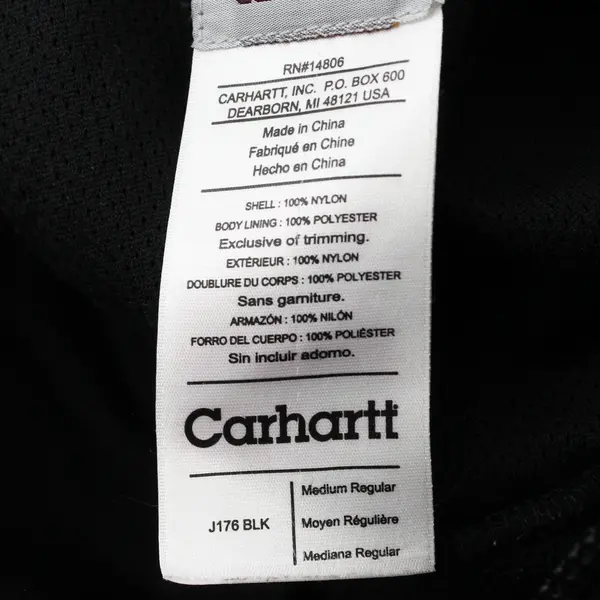 RN#14806
CARHARTT, INC. P.O. BOX 600
DEARBORN, MI 48121 USA
Made in China
Fabriqué en Chine
Hecho en China
SHELL : 100% NYLON
BODY LINING : 100% POLYESTER
Exclusive of trimming.
EXTÉRIEUR : 100% NYLON
DOUBLURE DU CORPS : 100% POLYESTER
Sans garniture.
ARMAZÓN : 100% NILÓN
FORRO DEL CUERPO : 100% POLIÉSTER
Sin incluir adorno.
Carhartt
J176 BLK
Medium Regular
Moyen Régulière
Mediana Regular